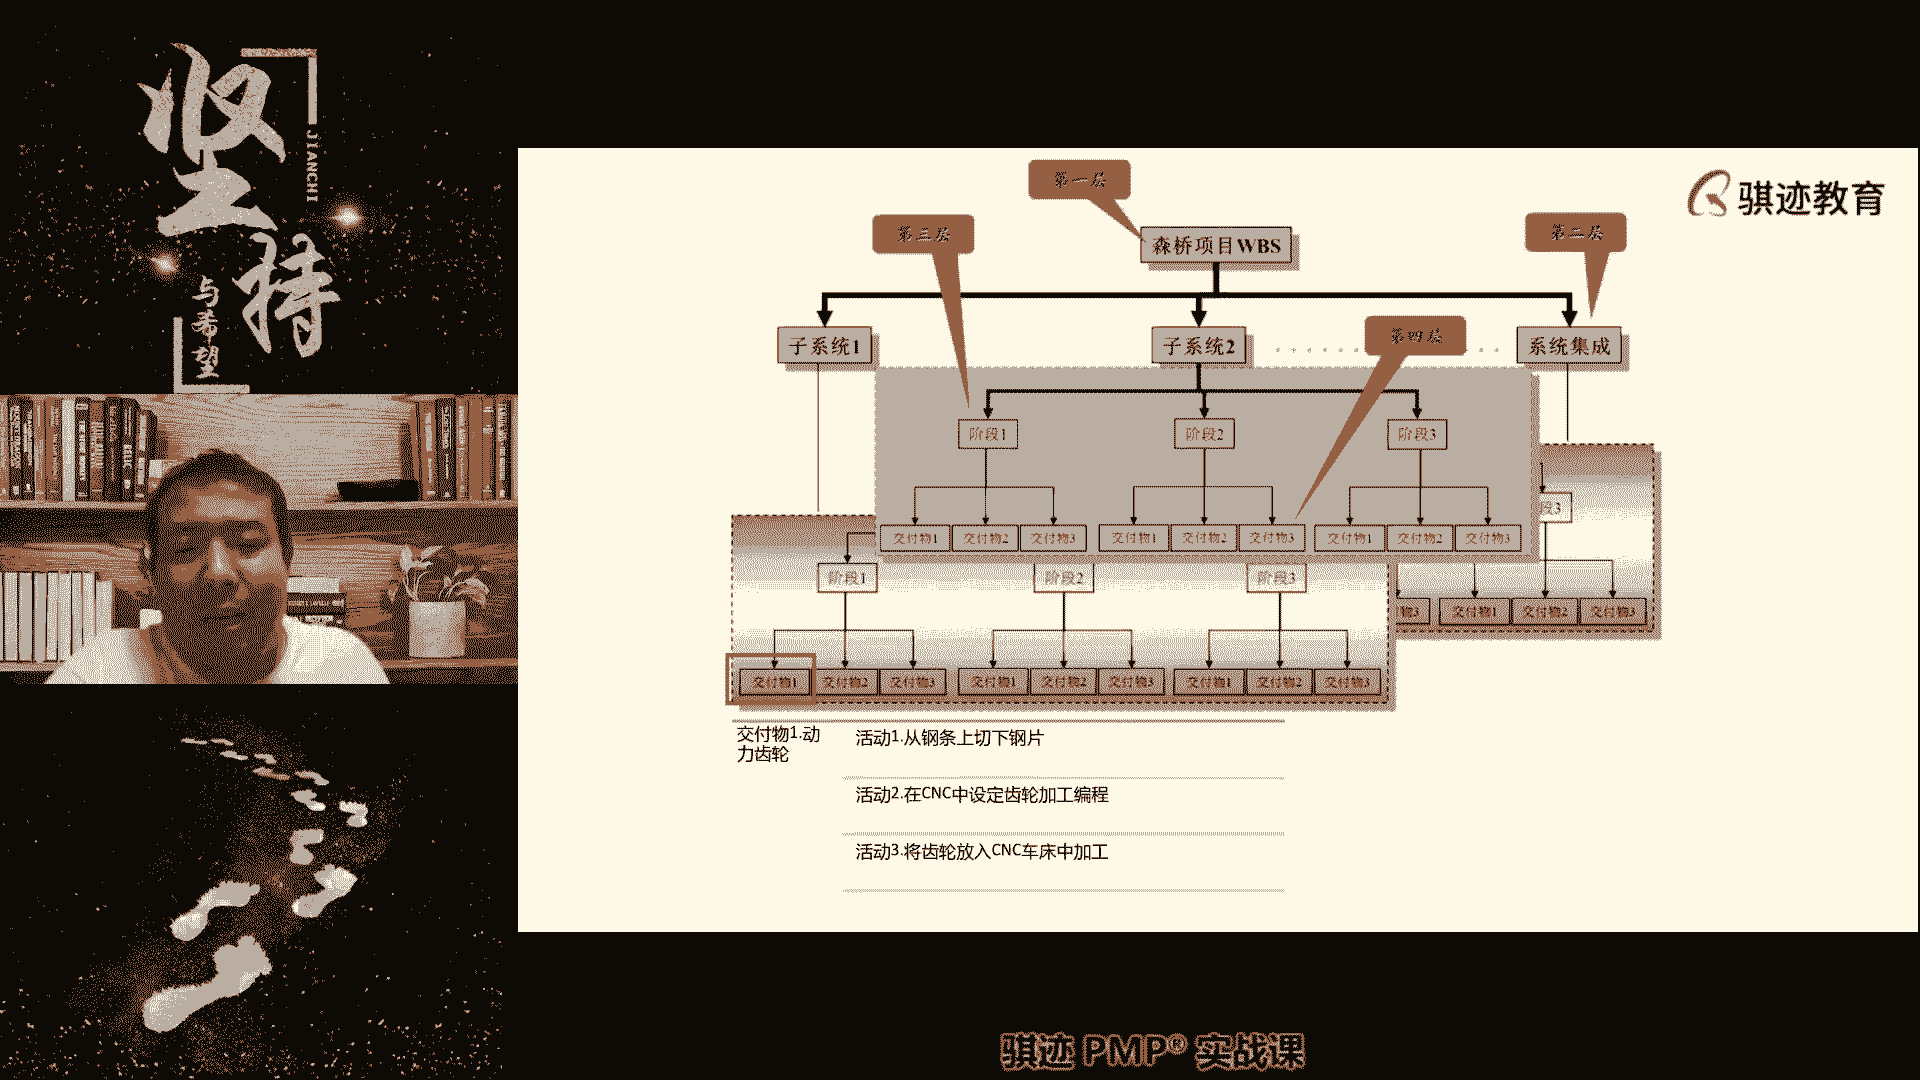 坚持
JIANCHI
与希望
骐迹教育
第一层
第三层
第二层
森桥项目WBS
子系统1
子系统2
第四层
系统集成
阶段1
阶段2
阶段3
段3
交付物1 交付物2 交付物3 交付物1 交付物2 交付物3 交付物1 交付物2 交付物3
阶段1
阶段2
阶段3
物3 交付物1 交付物2 交付物3
交付物1 交付物2 交付物3 交付物1 交付物2 交付物3 交付物1 交付物2 交付物3
交付物1.动
力齿轮
活动1.从钢条上切下钢片
活动2.在CNC中设定齿轮加工编程
活动3.将齿轮放入CNC车床中加工
骐迹 PMP® 实战课